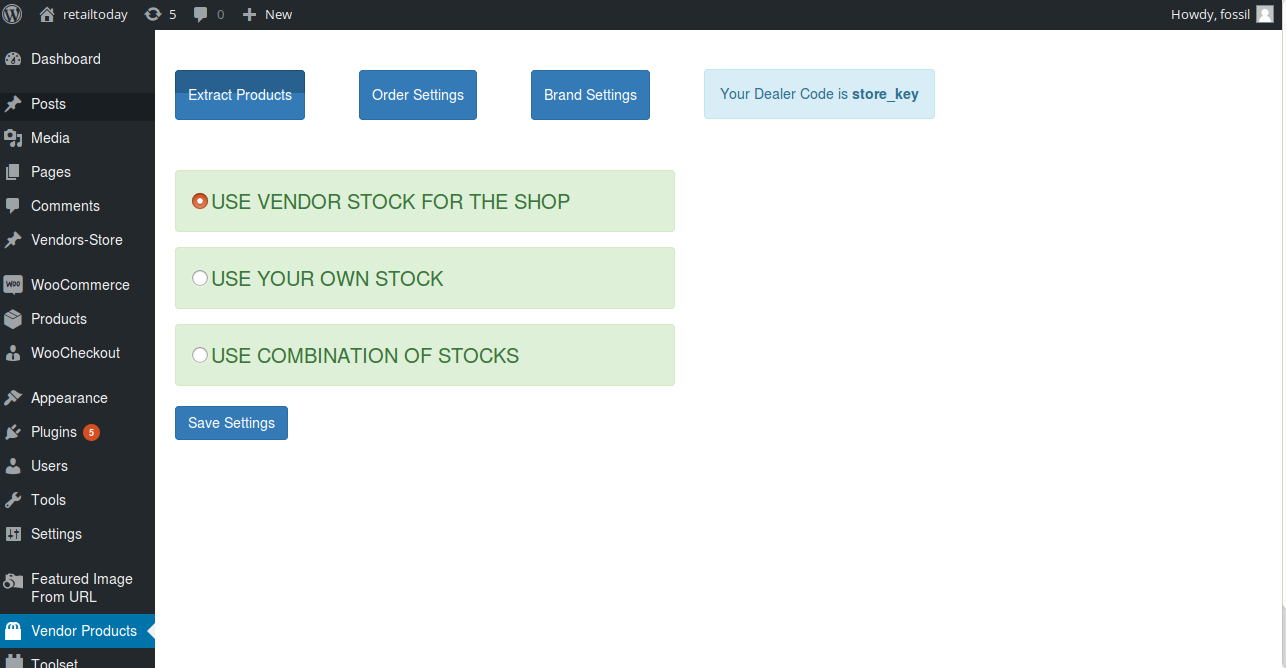 retailtoday 5 0 New Howdy, fossil
Dashboard
Posts
Media
Pages
Comments
Vendors-Store
WooCommerce
Products
WooCheckout
Appearance
Plugins 5
Users
Tools
Settings
Featured Image
From URL
Vendor Products
Toolset
Extract Products Order Settings Brand Settings Your Dealer Code is store_key
USE VENDOR STOCK FOR THE SHOP
USE YOUR OWN STOCK
USE COMBINATION OF STOCKS
Save Settings